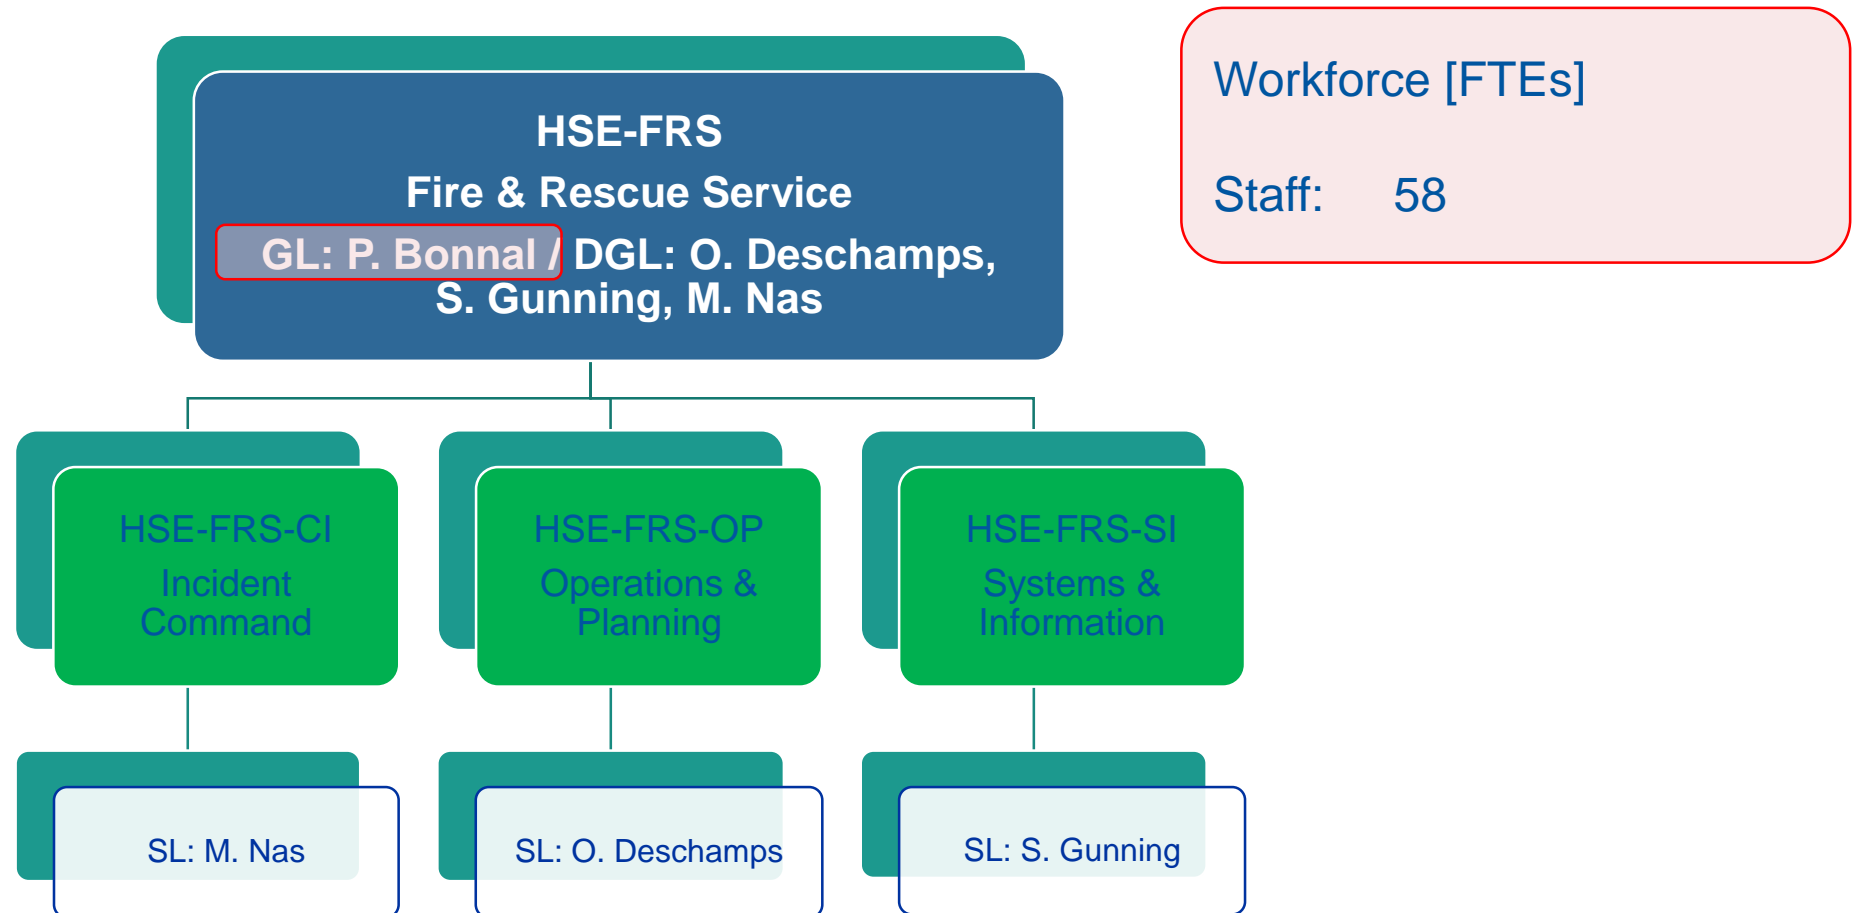 HSE-FRS
Fire & Rescue Service
GL: P. Bonnal / DGL: O. Deschamps,
S. Gunning, M. Nas
Workforce [FTEs]
Staff: 58
HSE-FRS-CI
Incident
Command
HSE-FRS-OP
Operations &
Planning
HSE-FRS-SI
Systems &
Information
SL: M. Nas
SL: O. Deschamps
SL: S. Gunning